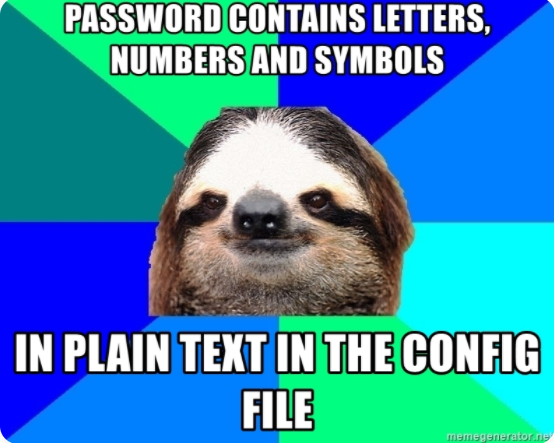 PASSWORD CONTAINS LETTERS,
NUMBERS AND SYMBOLS
IN PLAIN TEXT IN THE CONFIG
FILE
memegenerator.net